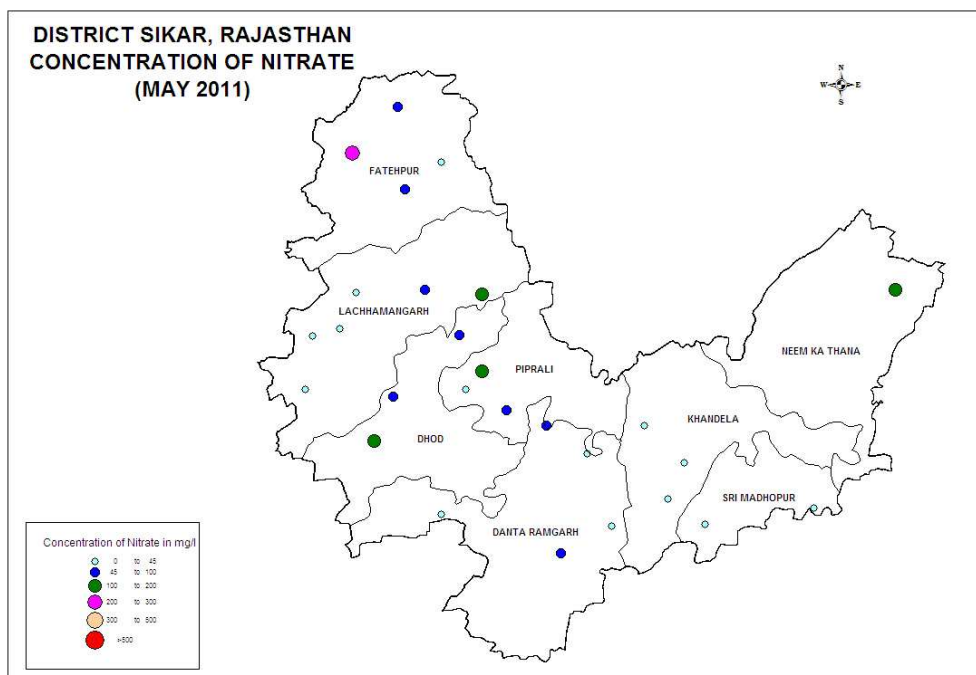 DISTRICT SIKAR, RAJASTHAN
CONCENTRATION OF NITRATE
(MAY 2011)
N
W E
S
FATEHPUR
LACHHAMANGARH
NEEM KA THANA
PIPRALI
KHANDELA
DHOD
SRI MADHOPUR
DANTA RAMGARH
Concentration of Nitrate in mg/l
0 to 45
45 to 100
100 to 200
200 to 300
300 to 500
>500